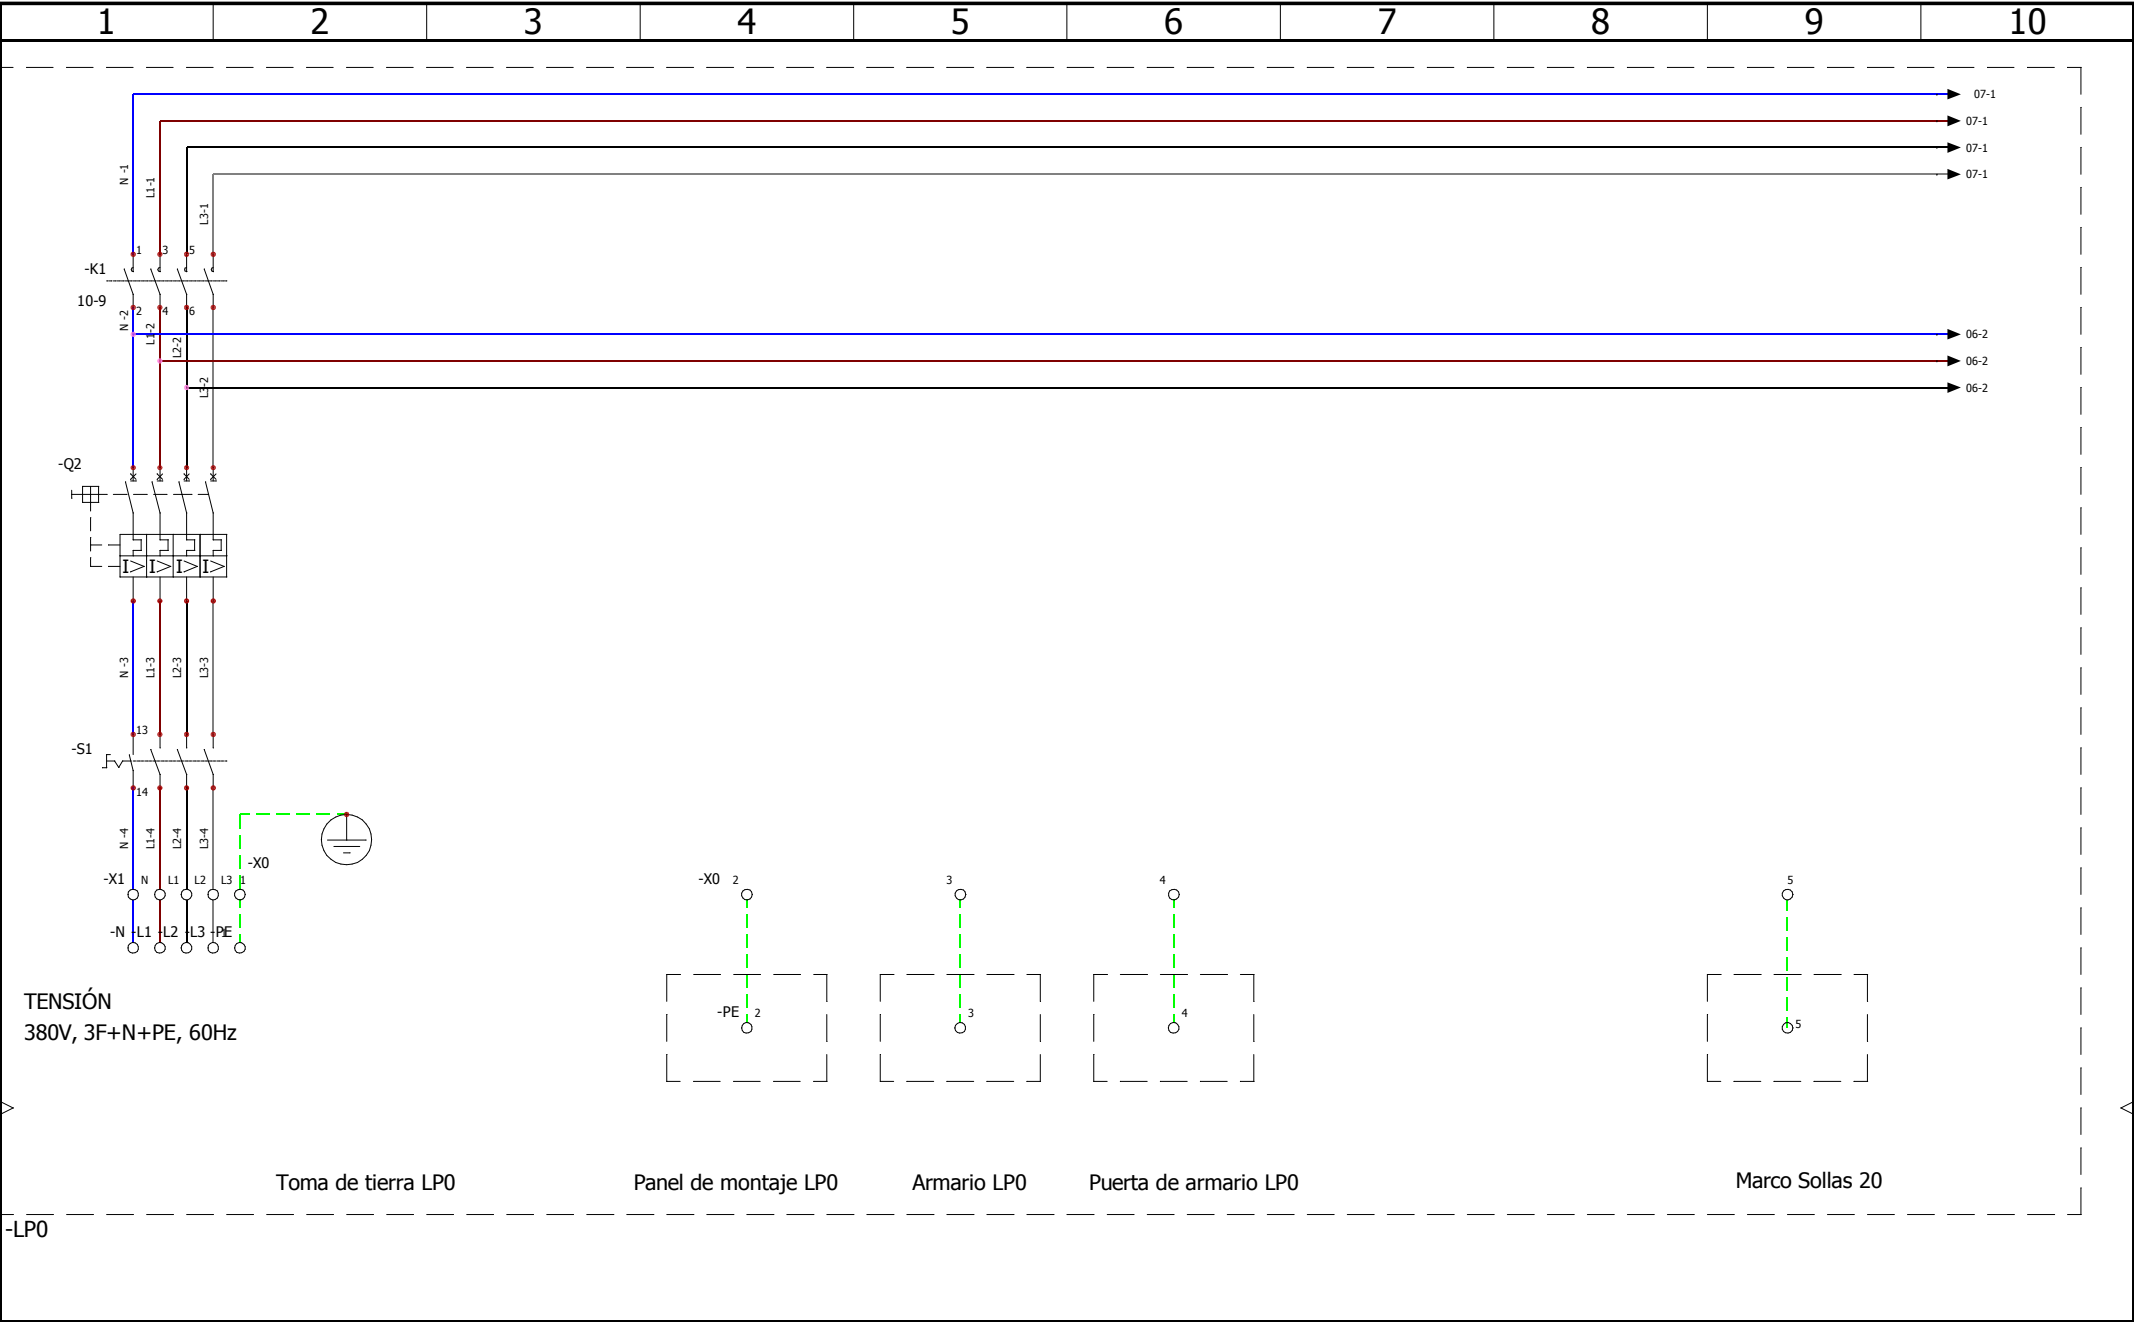 1 2 3 4 5 6 7 8 9 10
07-1
07-1
07-1
07-1
N -1
L1-1
L3-1
1 3 5
-K1
10-9
2 4 6
N -2
L1-2
L2-2
L3-2
06-2
06-2
06-2
-Q2
I> I> I> I>
N -3
L1-3
L2-3
L3-3
13
-S1
14
N -4
L1-4
L2-4
L3-4
-X0
-X1 N L1 L2 L3 1
-X0 2 3 4 5
-N -L1 -L2 -L3 -PE
TENSIÓN
380V, 3F+N+PE, 60Hz
-PE 2 3 4 5
Toma de tierra LP0 Panel de montaje LP0 Armario LP0 Puerta de armario LP0 Marco Sollas 20
-LP0